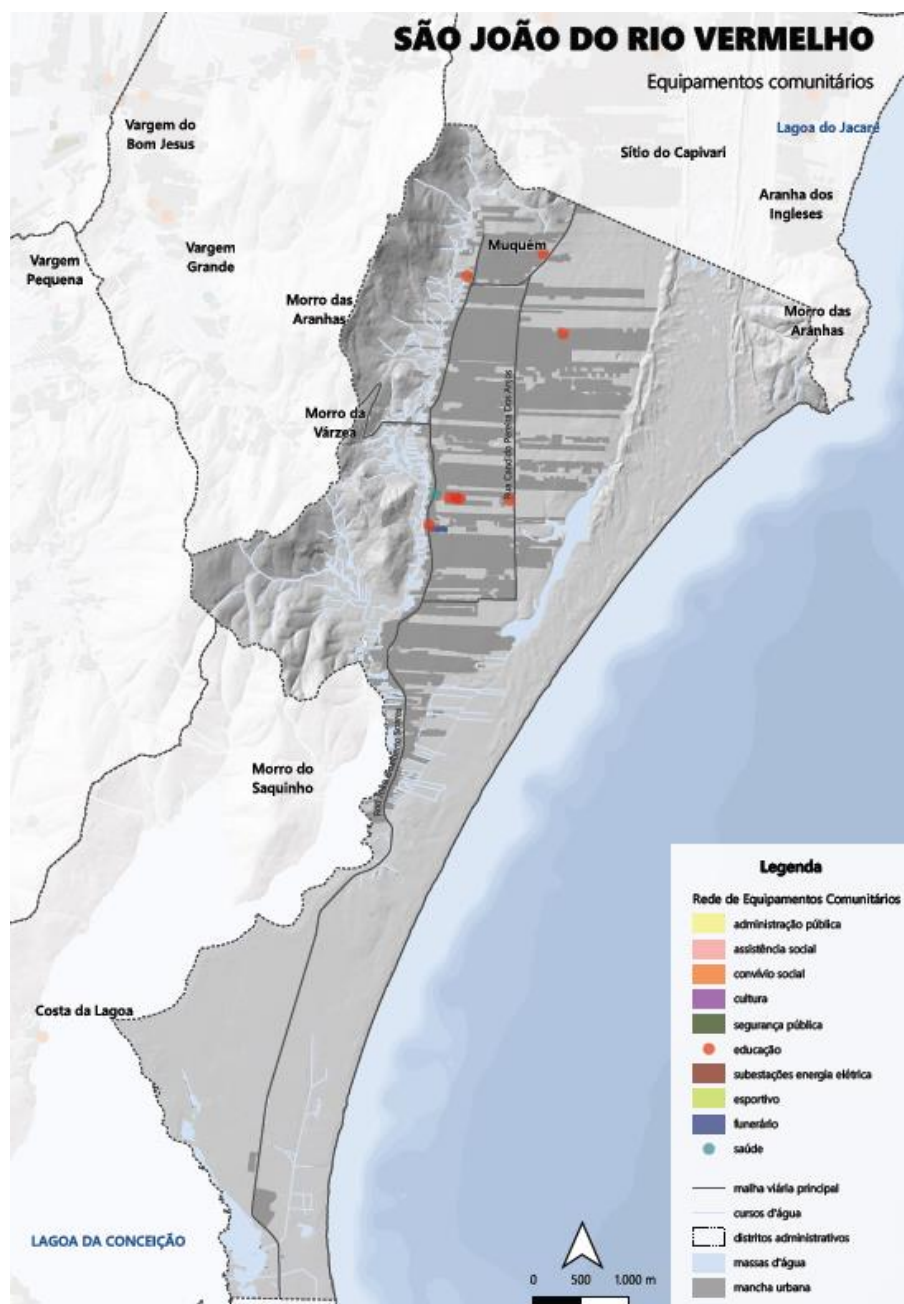 SÃO JOÃO DO RIO VERMELHO
Equipamentos comunitários
Vargem do
Bom Jesus
Lagoa do Jacaré
Sítio do Capivari
Aranha dos
Ingleses
Vargem
Pequena
Vargem
Grande
Muquém
Morro das
Aranhas
Morro das
Aranhas
Morro da
Várzea
Morro do
Saquinho
Costa da Lagoa
LAGOA DA CONCEIÇÃO
Legenda
Rede de Equipamentos Comunitários
administração pública
assistência social
convívio social
cultura
segurança pública
educação
subestações energia elétrica
esportivo
funerário
saúde
malha viária principal
cursos d'água
distritos administrativos
massas d'água
mancha urbana
0 500 1.000 m